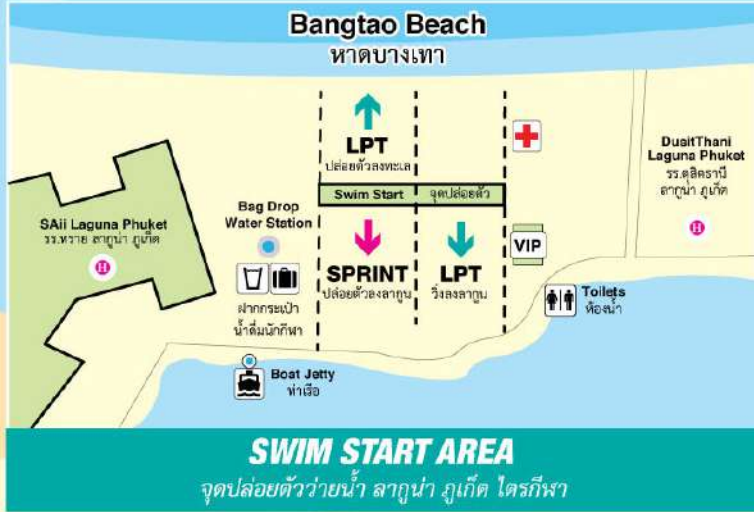 Bangtao Beach
หาดบางเทา
LPT
ปล่อยตัวลงทะเล
Swim Start
จุดปล่อยตัว
DusitThani
Laguna Phuket
รร.ดุสิตธานี
ลากูน่า ภูเก็ต
H
SAii Laguna Phuket
รร.ทราย ลากูน่า ภูเก็ต
H
Bag Drop
Water Station
ฝากกระเป๋า
น้ำดื่มนักกีฬา
SPRINT
ปล่อยตัวลงลากูน
LPT
วิ่งลงลากูน
VIP
Toilets
ห้องน้ำ
Boat Jetty
ท่าเรือ
SWIM START AREA
จุดปล่อยตัวว่ายน้ำ ลากูน่า ภูเก็ต ไตรกีฬา